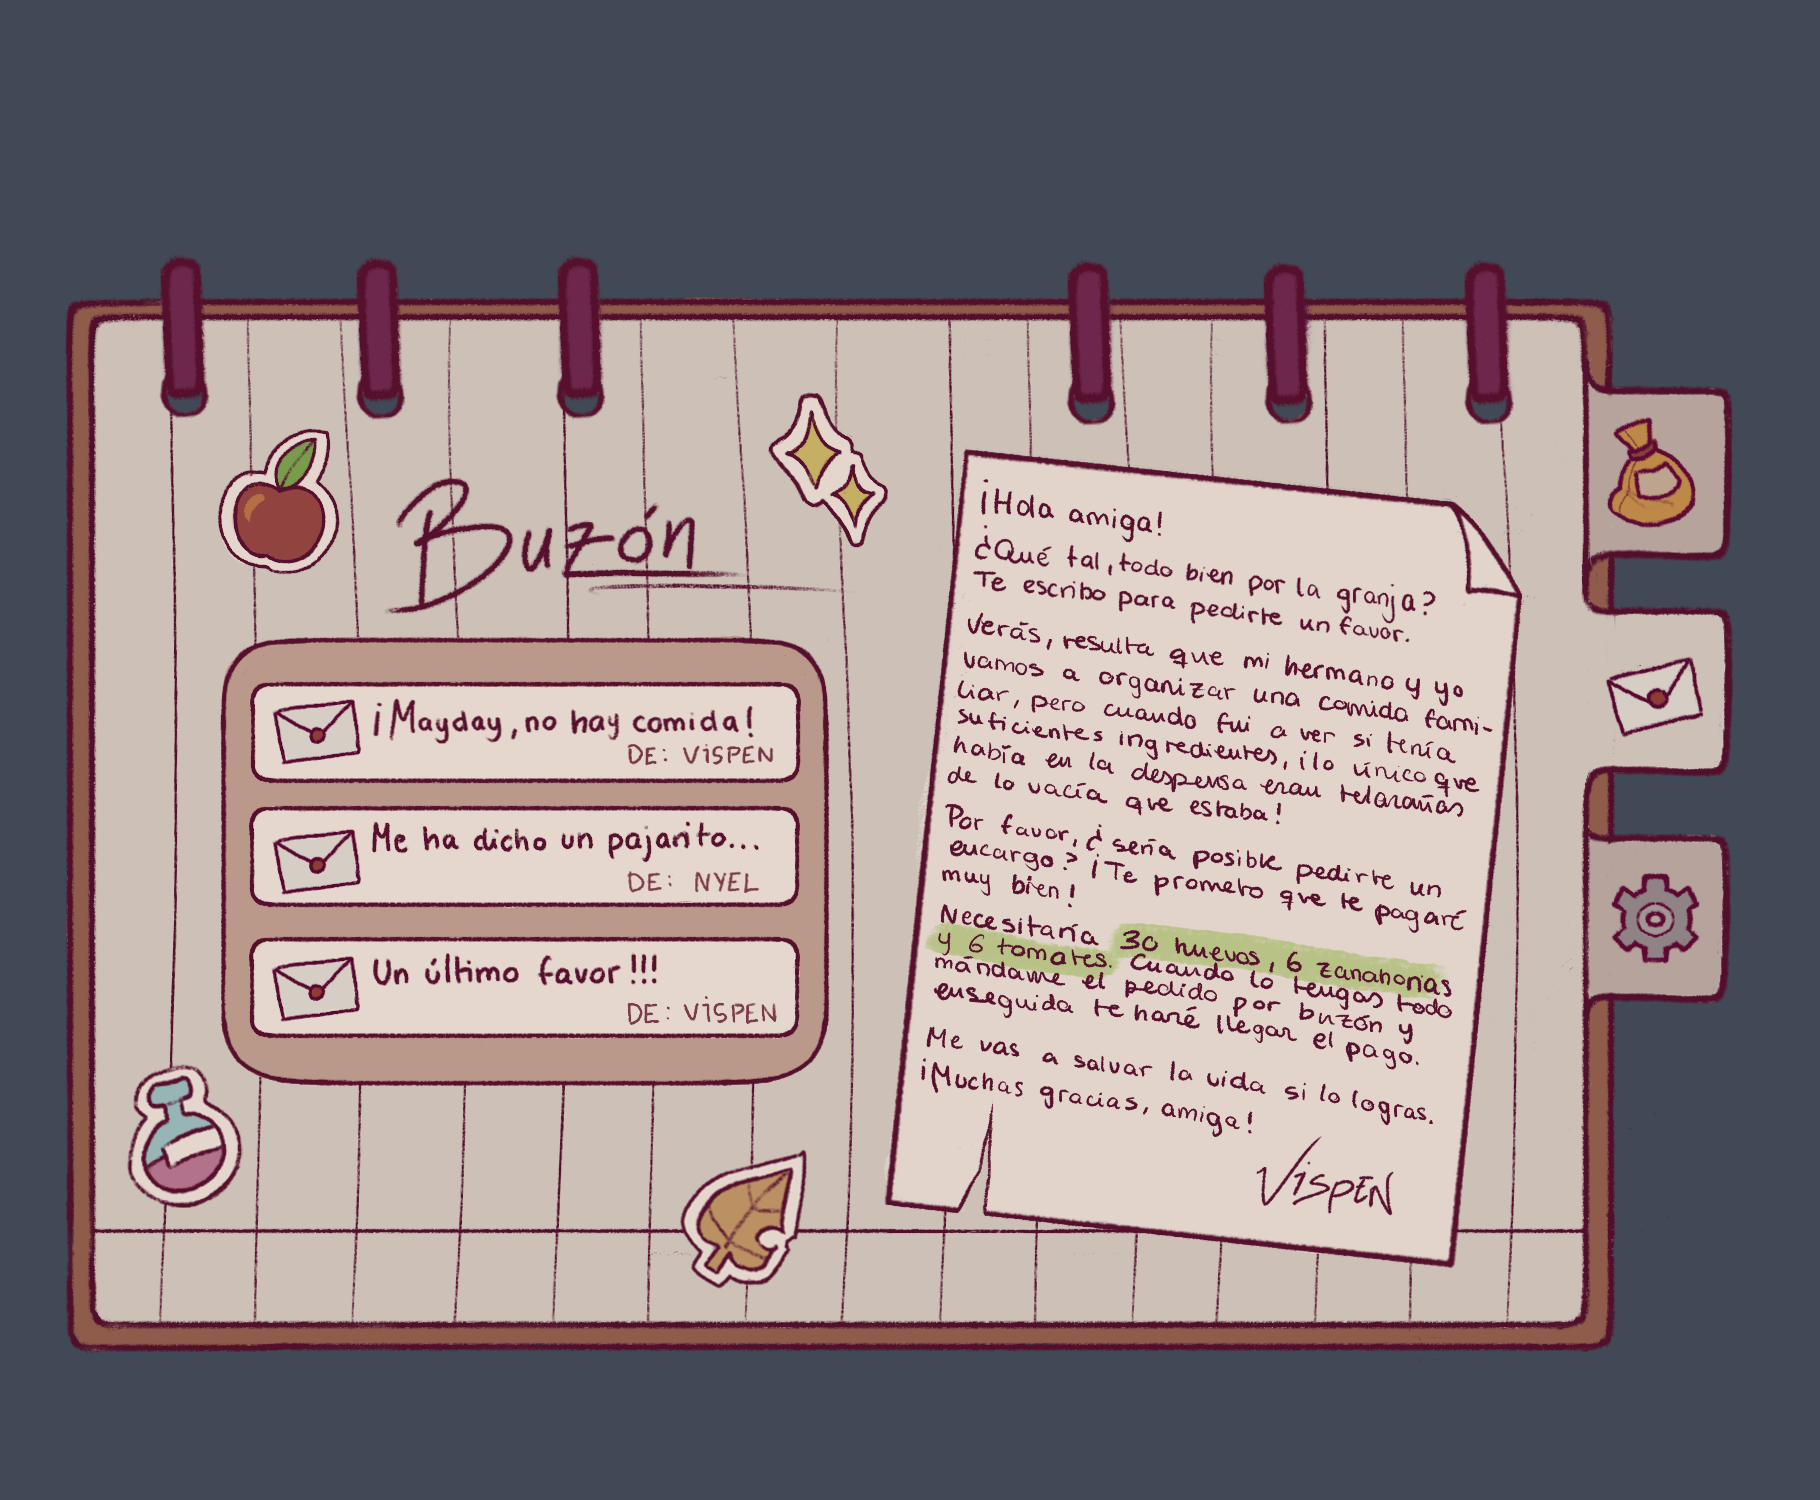 Buzón
¡Mayday, no hay comida!
DE: VISPEN
Me ha dicho un pajarito...
DE: NYEL
Un último favor!!!
DE: VISPEN
¡Hola amiga!
¿Qué tal, todo bien por la granja?
Te escribo para pedirte un favor.
Verás, resulta que mi hermano y yo
vamos a organizar una comida fami-
liar, pero cuando fui a ver si tenía
suficientes ingredientes, ¡lo único que
había en la despensa eran telarañas
de lo vacía que estaba!
Por favor, ¿sería posible pedirte un
encargo? ¡Te prometo que te pagaré
muy bien!
Necesitaría 30 huevos, 6 zanahorias
y 6 tomates. Cuando lo tengas todo
mándame el pedido por buzón y
enseguida te haré llegar el pago.
Me vas a salvar la vida si lo logras.
¡Muchas gracias, amiga!
VISPEN